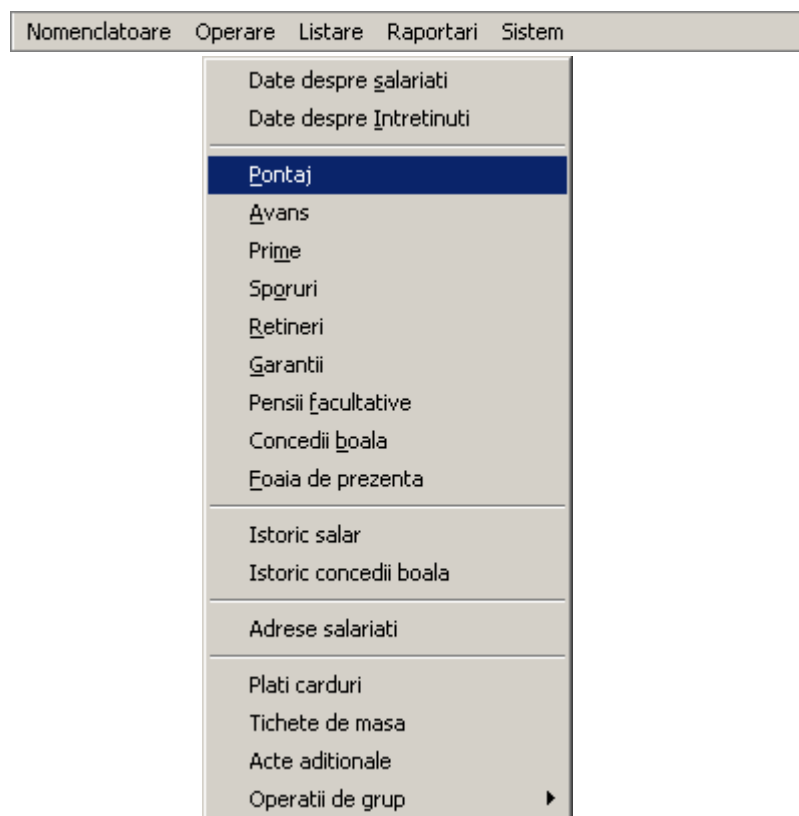 Nomenclatoare Operare Listare Raportari Sistem
Date despre salariati
Date despre Intretinuti
Pontaj
Avans
Prime
Sporuri
Retineri
Garantii
Pensii facultative
Concedii boala
Foaia de prezenta
Istoric salar
Istoric concedii boala
Adrese salariati
Plati carduri
Tichete de masa
Acte aditionale
Operatii de grup